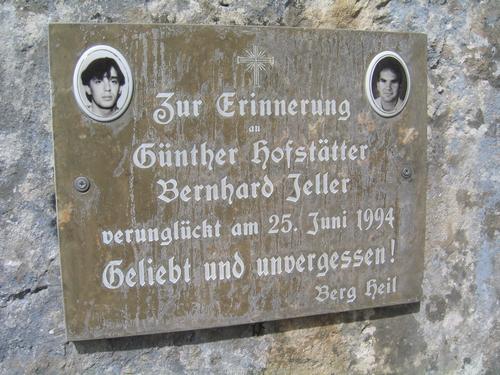 Zur Erinnerung
an
Günther Hofstätter
Bernhard Jeller
verunglückt am 25. Juni 1994
Geliebt und unvergessen!
Berg Heil